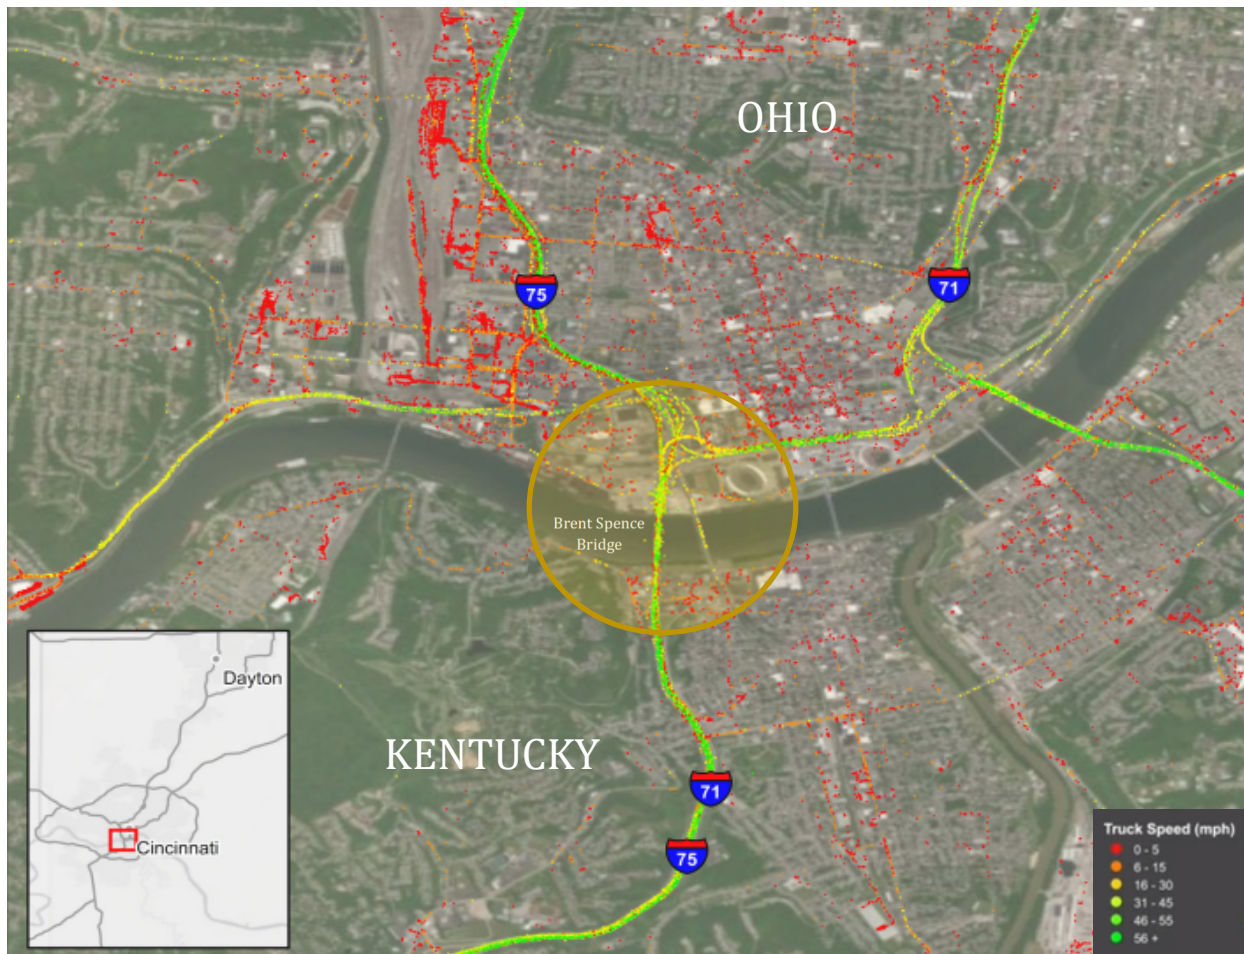 OHIO
75
71
Brent Spence
Bridge
KENTUCKY
71
75
Dayton
Cincinnati
Truck Speed (mph)
0 - 5
6 - 15
16 - 30
31 - 45
46 - 55
56 +